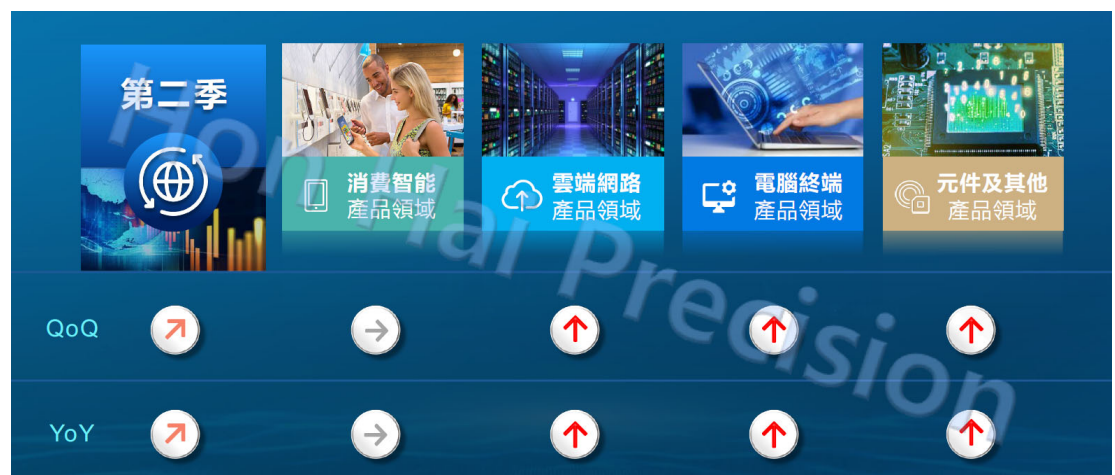 第二季
消費智能
產品領域
雲端網路
產品領域
電腦終端
產品領域
元件及其他
產品領域
Hon Hai Precision
QoQ
YoY